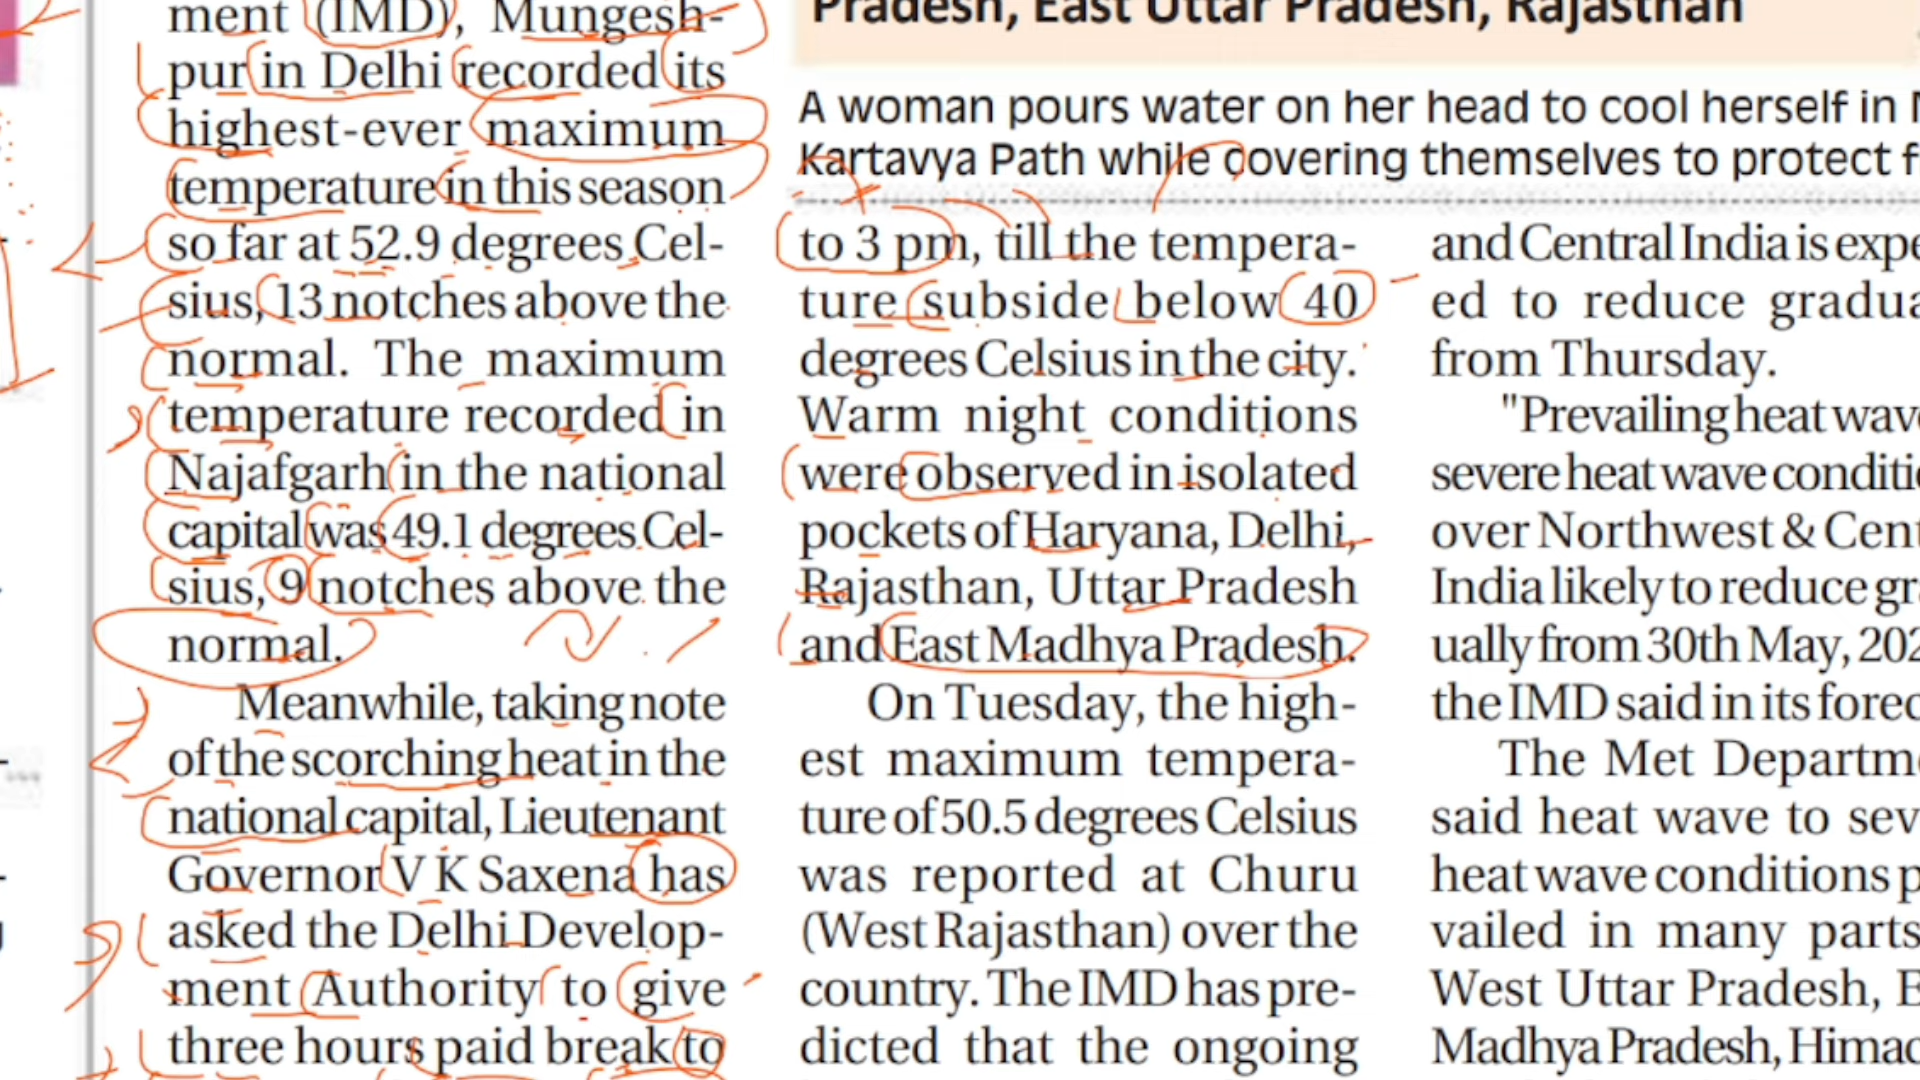 ment (IMD), Mungesh-
pur in Delhi recorded its
highest-ever maximum
temperature in this season
so far at 52.9 degrees Cel-
sius, 13 notches above the
normal. The maximum
temperature recorded in
Najafgarh in the national
capital was 49.1 degrees Cel-
sius, 9 notches above the
normal.
Meanwhile, taking note
of the scorching heat in the
national capital, Lieutenant
Governor V K Saxena has
asked the Delhi Develop-
ment Authority to give
three hours paid break to
Pradesh, East Uttar Pradesh, Rajasthan
A woman pours water on her head to cool herself in
Kartavya Path while covering themselves to protect
to 3 pm, till the tempera-
ture subside below 40
degrees Celsius in the city.
Warm night conditions
were observed in isolated
pockets of Haryana, Delhi,
Rajasthan, Uttar Pradesh
and East Madhya Pradesh.
On Tuesday, the high-
est maximum tempera-
ture of 50.5 degrees Celsius
was reported at Churu
(West Rajasthan) over the
country. The IMD has pre-
dicted that the ongoing
and Central India is expe
ed to reduce gradua
from Thursday.
"Prevailing heat wav
severe heat wave conditi
over Northwest & Cent
India likely to reduce gr
ually from 30th May, 202
the IMD said in its forec
The Met Departm
said heat wave to sev
heat wave conditions p
vailed in many parts
West Uttar Pradesh, E
Madhya Pradesh, Himac